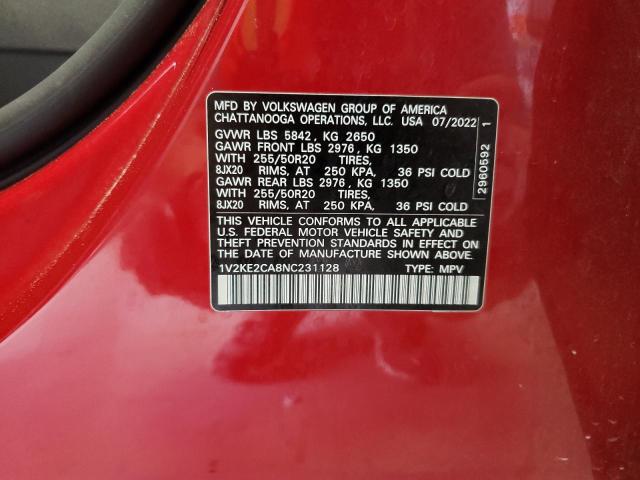 MFD BY VOLKSWAGEN GROUP OF AMERICA
CHATTANOOGA OPERATIONS, LLC. USA 07/2022
GVWR LBS 5842, KG 2650
GAWR FRONT LBS 2976, KG 1350
WITH 255/50R20 TIRES,
8JX20 RIMS, AT 250 KPA, 36 PSI COLD
GAWR REAR LBS 2976, KG 1350
WITH 255/50R20 TIRES,
8JX20 RIMS, AT 250 KPA, 36 PSI COLD
THIS VEHICLE CONFORMS TO ALL APPLICABLE
U.S. FEDERAL MOTOR VEHICLE SAFETY AND
THEFT PREVENTION STANDARDS IN EFFECT ON
THE DATE OF MANUFACTURE SHOWN ABOVE.
1V2KE2CA8NC231128 TYPE: MPV
2960592 1